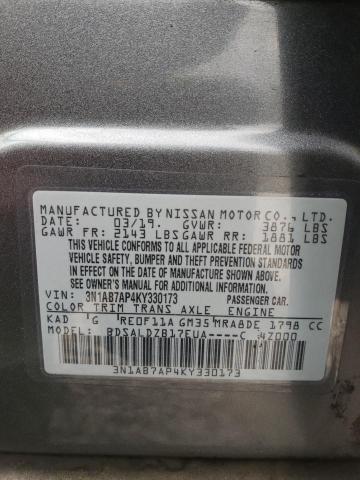 MANUFACTURED BY NISSAN MOTOR CO., LTD.
DATE: 03/19. GVWR: 3876 LBS
GAWR FR: 2143 LBS GAWR RR: 1881 LBS
THIS VEHICLE CONFORMS TO ALL APPLICABLE FEDERAL MOTOR
VEHICLE SAFETY, BUMPER AND THEFT PREVENTION STANDARDS
IN EFFECT ON THE DATE OF MANUFACTURE SHOWN ABOVE.
SEE OWNER'S MANUAL FOR ADDITIONAL INFORMATION.
VIN: 3N1AB7AP4KY330173 PASSENGER CAR.
COLOR TRIM TRANS AXLE ENGINE
KAD G RE0F11A GM35 MRA8DE 1798 CC
MODEL: BDSALDZB17EUA----C 4Z000
3N1AB7AP4KY330173